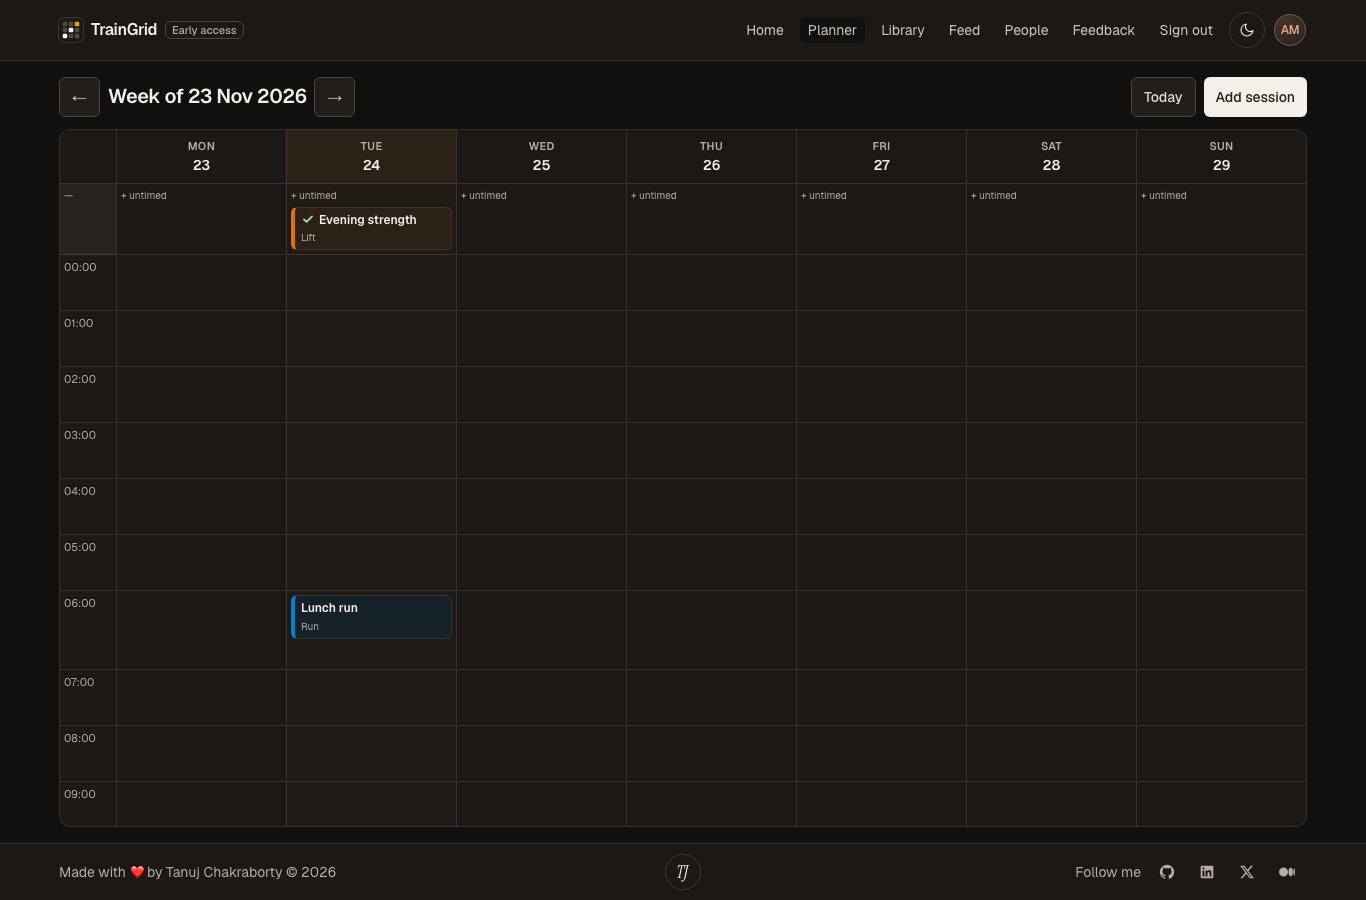 TrainGrid Early access Home Planner Library Feed People Feedback Sign out AM
← Week of 23 Nov 2026 → Today Add session
MON TUE WED THU FRI SAT SUN
23 24 25 26 27 28 29
— + untimed + untimed + untimed + untimed + untimed + untimed + untimed
✓ Evening strength
Lift
00:00
01:00
02:00
03:00
04:00
05:00
06:00 Lunch run
Run
07:00
08:00
09:00
Made with ❤️ by Tanuj Chakraborty © 2026 TJ Follow me